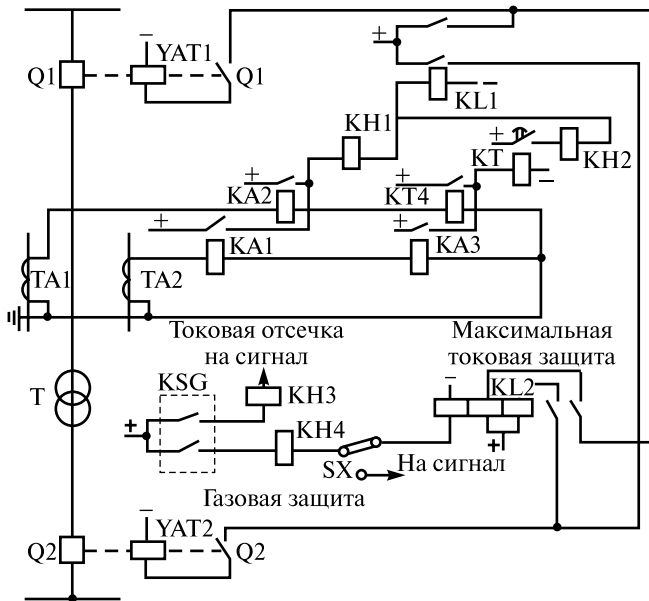 YAT1
Q1
Q1
KL1
KH1
KH2
KT
KA2
KT4
KA1
KA3
TA1
TA2
Токовая отсечка
на сигнал
Максимальная
токовая защита
KSG
KH3
KL2
T
KH4
SX
На сигнал
Газовая защита
YAT2
Q2
Q2